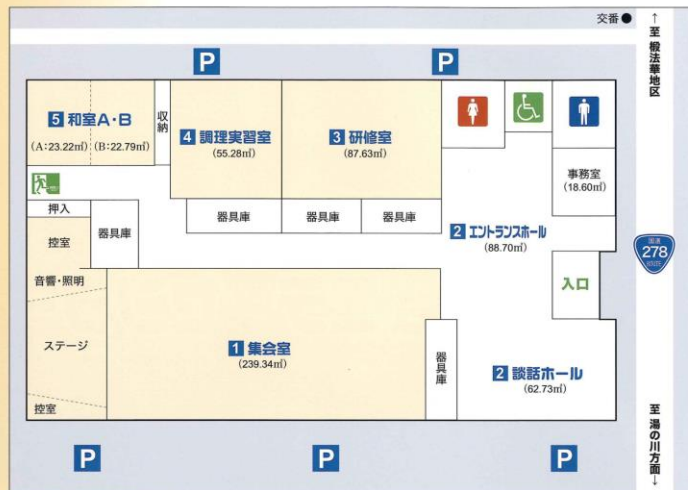 交番●
↑至 椴法華地区
P
P
5 和室A・B
(A:23.22㎡) (B:22.79㎡)
収納
4 調理実習室
(55.28㎡)
3 研修室
(87.63㎡)
事務室
(18.60㎡)
押入
控室
器具庫
器具庫
器具庫
器具庫
2 エントランスホール
(88.70㎡)
国道
278
ROUTE
入口
音響・照明
ステージ
控室
1 集会室
(239.34㎡)
器具庫
2 談話ホール
(62.73㎡)
至 湯の川方面→
P
P
P